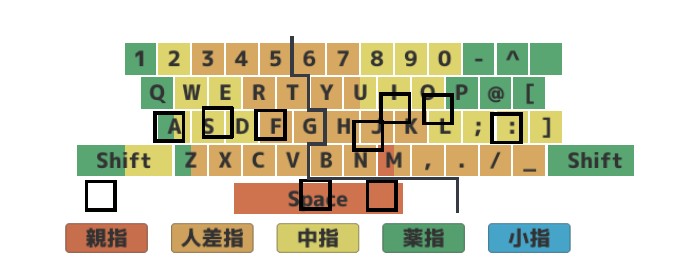 1 2 3 4 5 6 7 8 9 0 - ^
Q W E R T Y U I O P @ [
A S D F G H J K L ; : ]
Shift Z X C V B N M , . / _ Shift
Space
親指 人差指 中指 薬指 小指